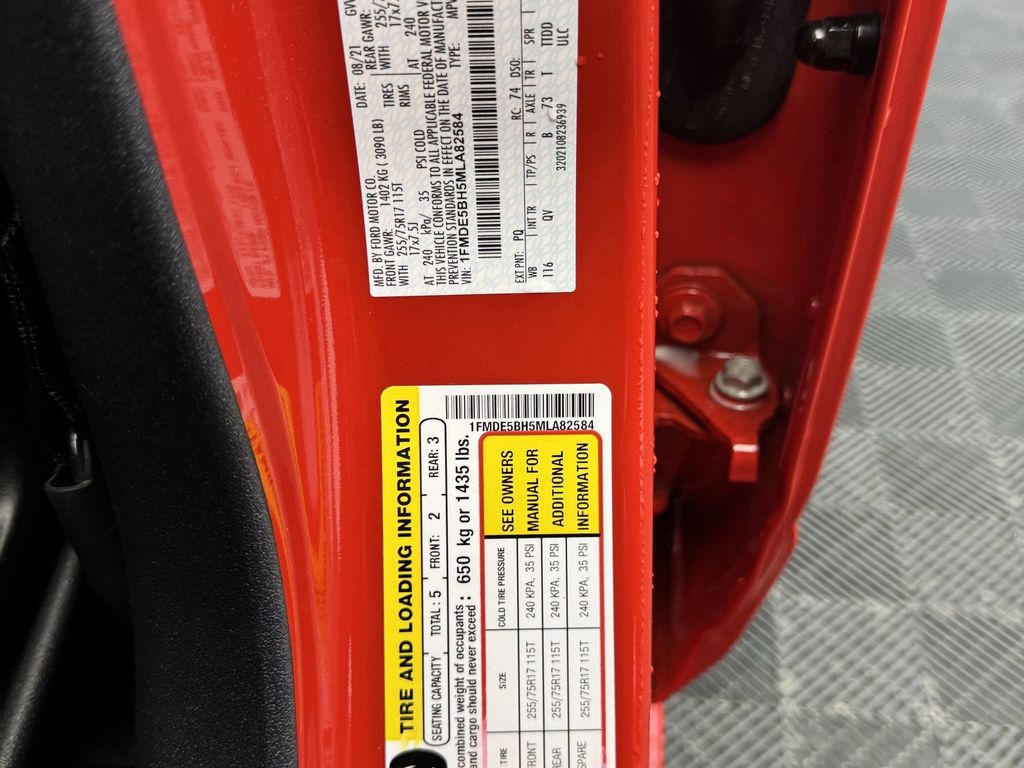 MFD. BY FORD MOTOR CO.
DATE: 08/21 GV
FRONT GAWR: 1402 KG ( 3090 LB)
REAR GAWR:
WITH 255/75R17 115T TIRES WITH 255/7
17x7.5J RIMS 17x7.
AT 240 kPa/ 35 PSI COLD AT 240
THIS VEHICLE CONFORMS TO ALL APPLICABLE FEDERAL MOTOR V
PREVENTION STANDARDS IN EFFECT ON THE DATE OF MANUFACT
VIN: 1FMDE5BH5MLA82584 TYPE: MPV
EXT PNT: PQ RC: 74 DSO:
WB INT TR TP/PS R AXLE TR SPR
116 QV B 73 T TTDD
3202108236939 ULC
TIRE AND LOADING INFORMATION
SEATING CAPACITY TOTAL: 5 FRONT: 2 REAR: 3
combined weight of occupants
and cargo should never exceed : 650 kg or 1435 lbs.
1FMDE5BH5MLA82584
TIRE SIZE COLD TIRE PRESSURE
FRONT 255/75R17 115T 240 KPA, 35 PSI
REAR 255/75R17 115T 240 KPA, 35 PSI
SPARE 255/75R17 115T 240 KPA, 35 PSI
SEE OWNERS
MANUAL FOR
ADDITIONAL
INFORMATION